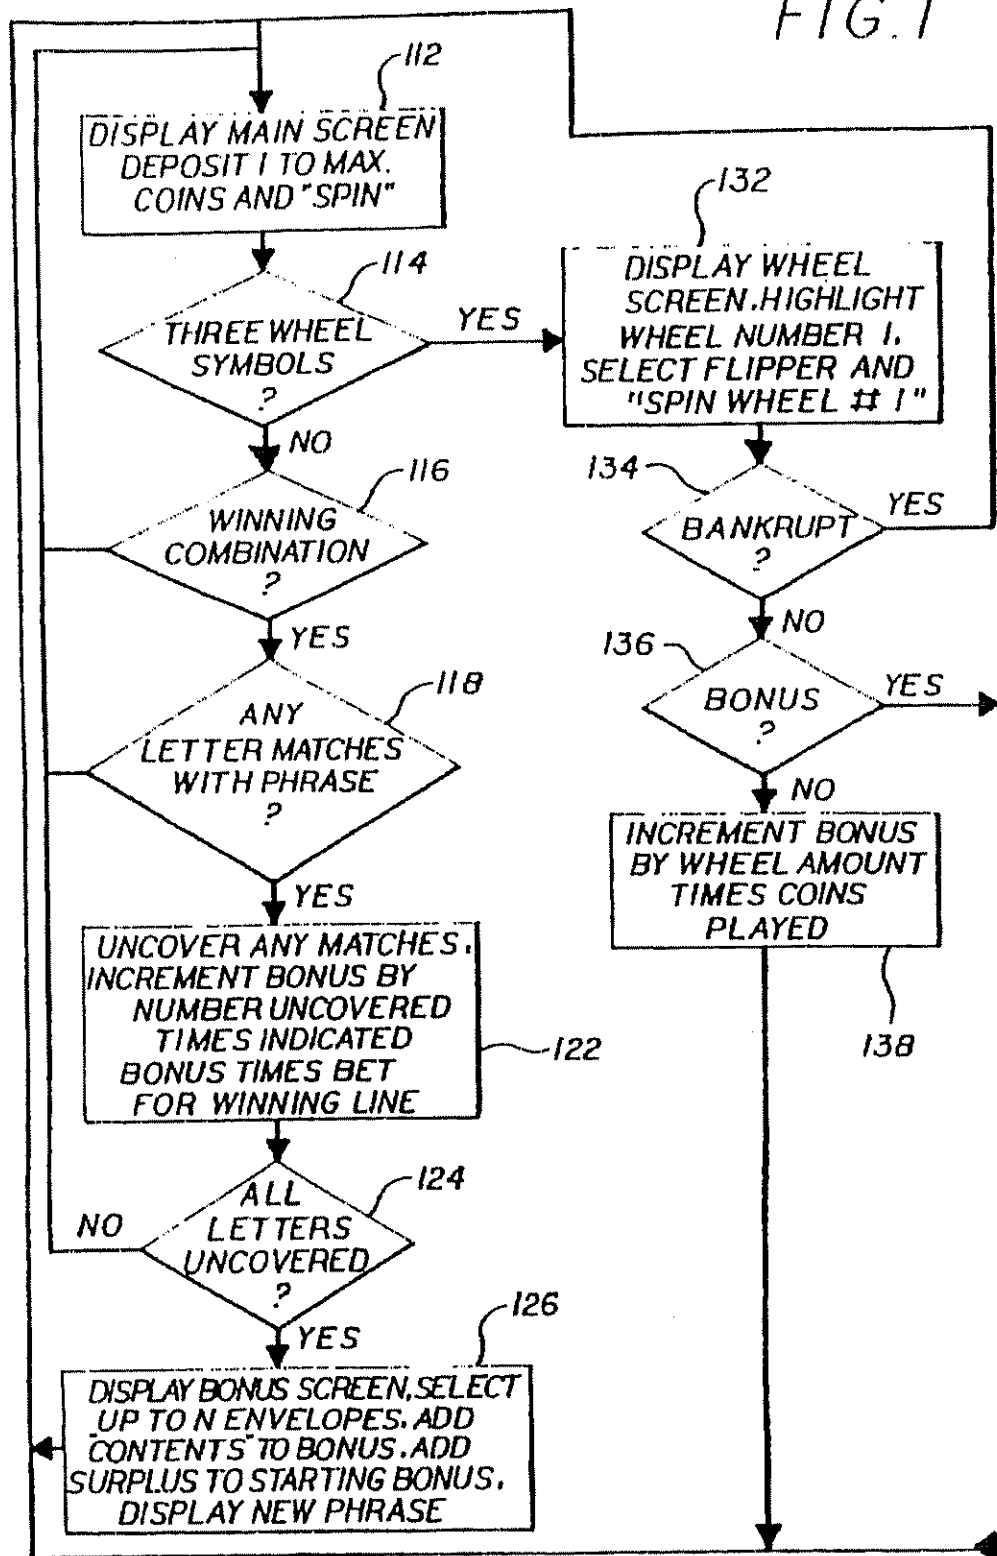 FIG. 1
112
DISPLAY MAIN SCREEN
DEPOSIT 1 TO MAX.
COINS AND "SPIN"
114
THREE WHEEL
SYMBOLS
?
YES
NO
116
WINNING
COMBINATION
?
YES
118
ANY
LETTER MATCHES
WITH PHRASE
?
YES
UNCOVER ANY MATCHES.
INCREMENT BONUS BY
NUMBER UNCOVERED
TIMES INDICATED
BONUS TIMES BET
FOR WINNING LINE
122
124
ALL
LETTERS
UNCOVERED
?
NO
YES
126
DISPLAY BONUS SCREEN, SELECT
UP TO N ENVELOPES. ADD
CONTENTS" TO BONUS. ADD
SURPLUS TO STARTING BONUS.
DISPLAY NEW PHRASE
132
DISPLAY WHEEL
SCREEN. HIGHLIGHT
WHEEL NUMBER 1.
SELECT FLIPPER AND
"SPIN WHEEL # 1"
134
BANKRUPT
?
YES
NO
136
BONUS
?
YES
NO
INCREMENT BONUS
BY WHEEL AMOUNT
TIMES COINS
PLAYED
138